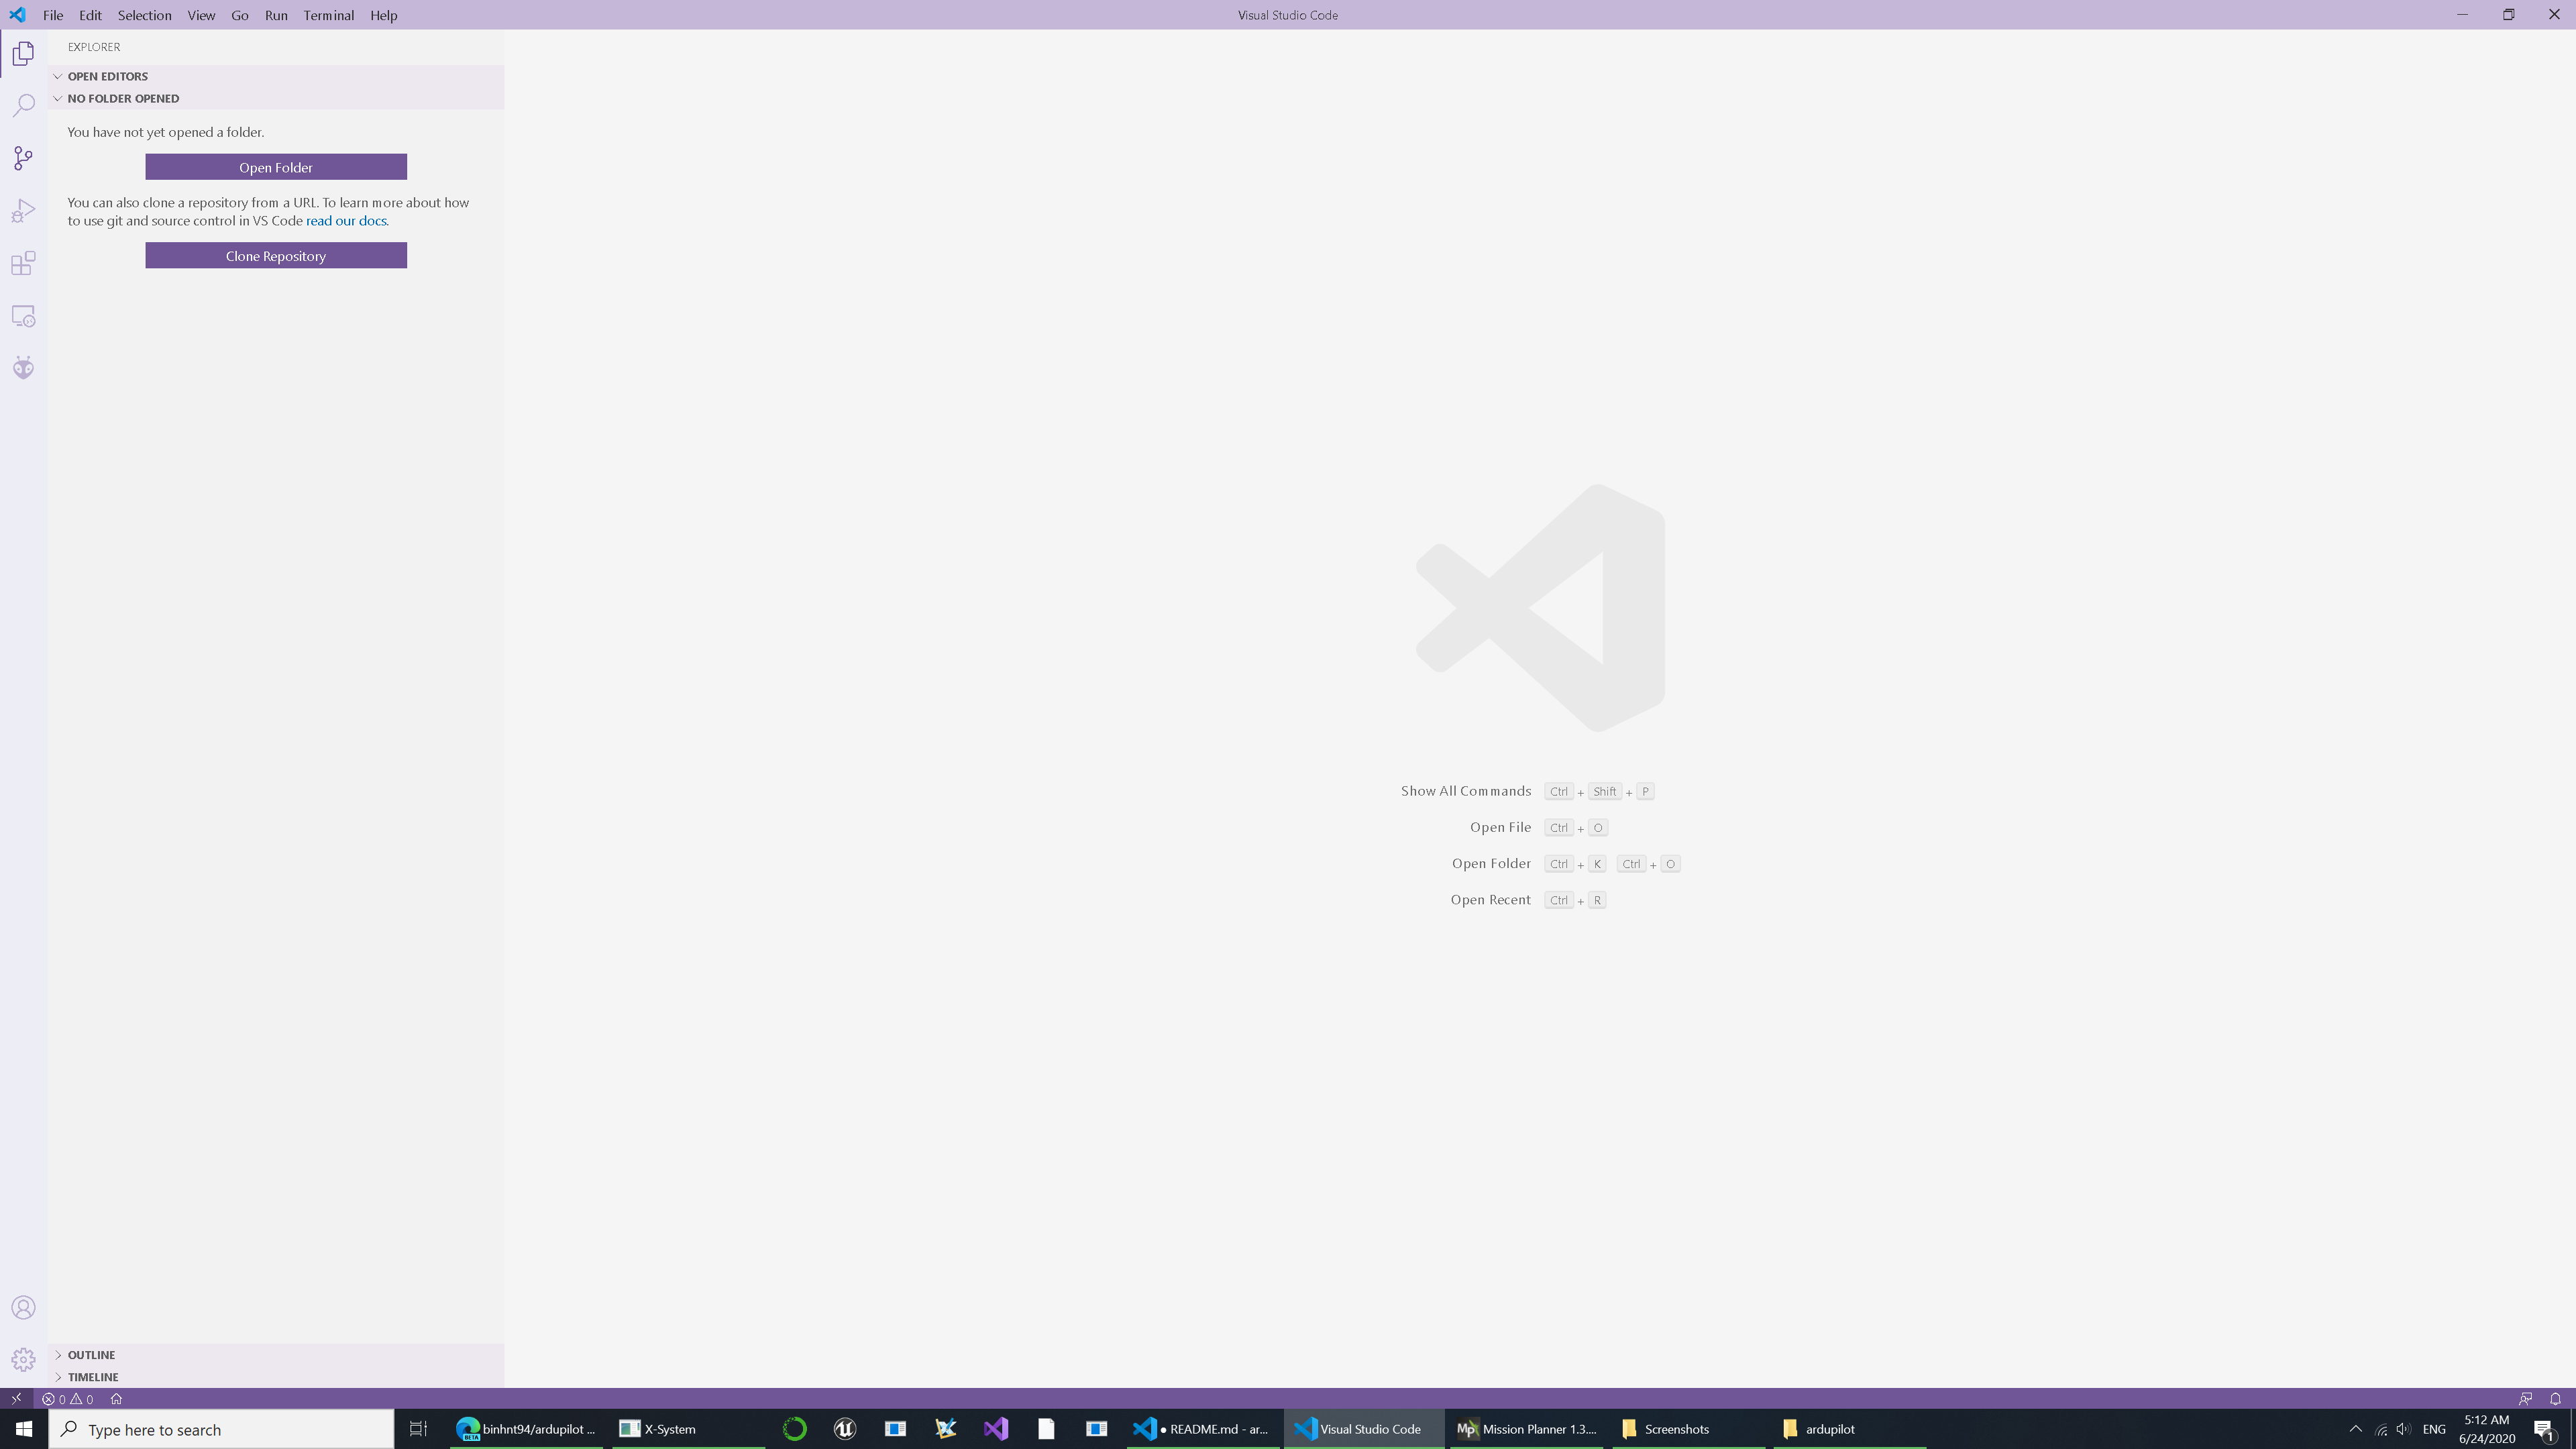 File Edit Selection View Go Run Terminal Help
Visual Studio Code
EXPLORER
OPEN EDITORS
NO FOLDER OPENED
You have not yet opened a folder.
Open Folder
You can also clone a repository from a URL. To learn more about how
to use git and source control in VS Code read our docs.
Clone Repository
Show All Commands Ctrl + Shift + P
Open File Ctrl + O
Open Folder Ctrl + K Ctrl + O
Open Recent Ctrl + R
OUTLINE
TIMELINE
0 0
Type here to search
BETA
binhnt94/ardupilot ...
X-System
● README.md - ar...
Visual Studio Code
Mp
Mission Planner 1.3....
Screenshots
ardupilot
ENG
5:12 AM
6/24/2020
1